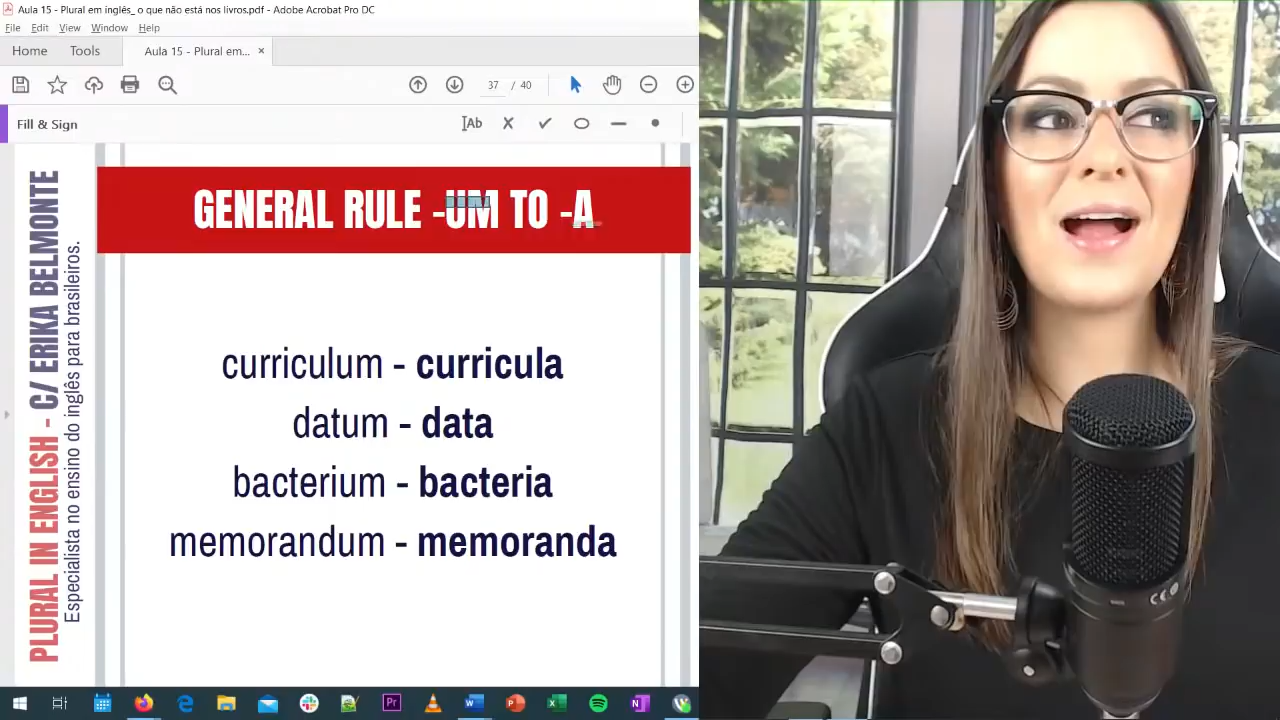 Aula 15 - Plural em inglês_ o que não está nos livros.pdf - Adobe Acrobat Pro DC
File Edit View Window Help
Home Tools Aula 15 - Plural em... ×
37 / 40
Fill & Sign
IAb
PLURAL IN ENGLISH - C/ ERIKA BELMONTE
Especialista no ensino do inglês para brasileiros.
GENERAL RULE -UM TO -A
curriculum - curricula
datum - data
bacterium - bacteria
memorandum - memoranda
Pr